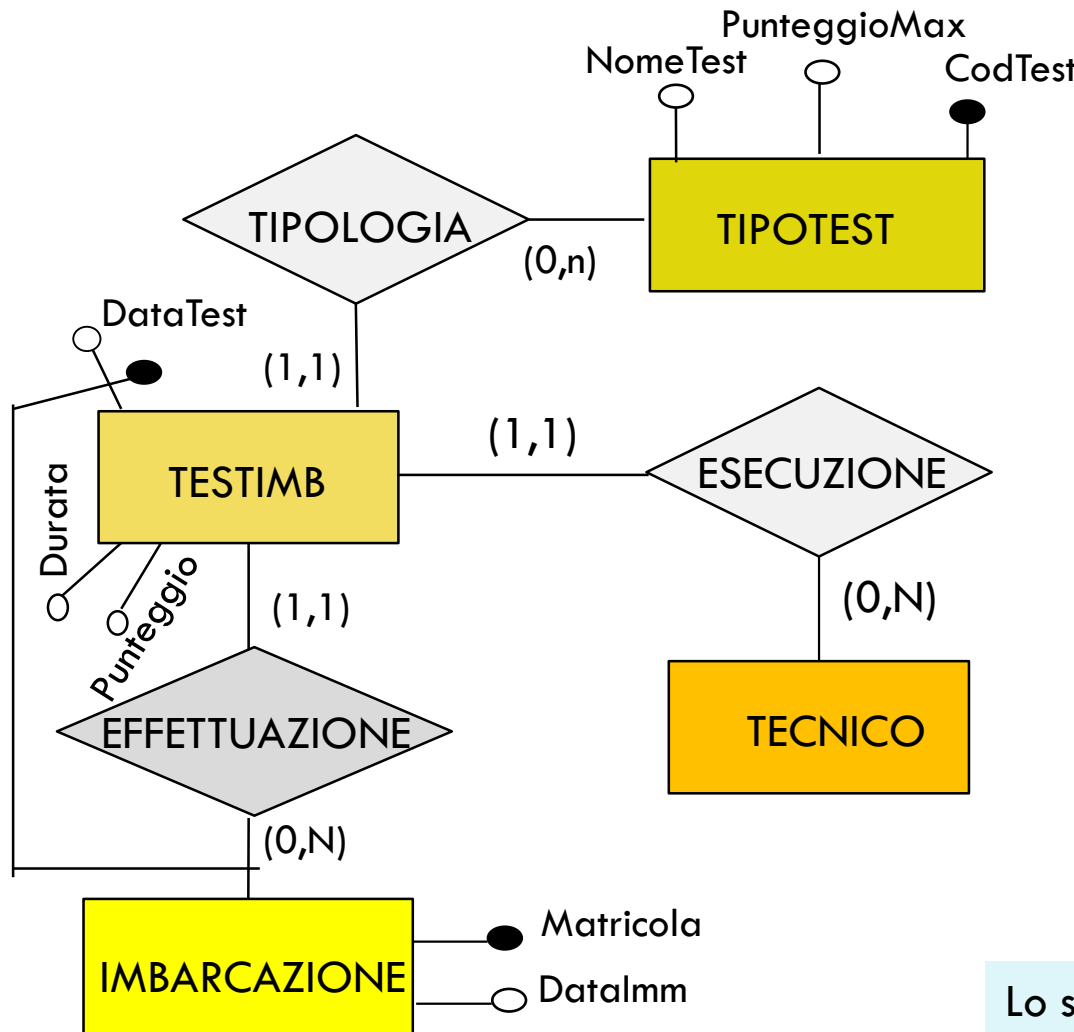 PunteggioMax
NomeTest
CodTest
TIPOLOGIA
TIPOTEST
(0,n)
DataTest
(1,1)
(1,1)
ESECUZIONE
TESTIMB
Durata
Punteggio
(1,1)
(0,N)
EFFETTUAZIONE
TECNICO
(0,N)
Matricola
IMBARCAZIONE
DataImm
Lo s